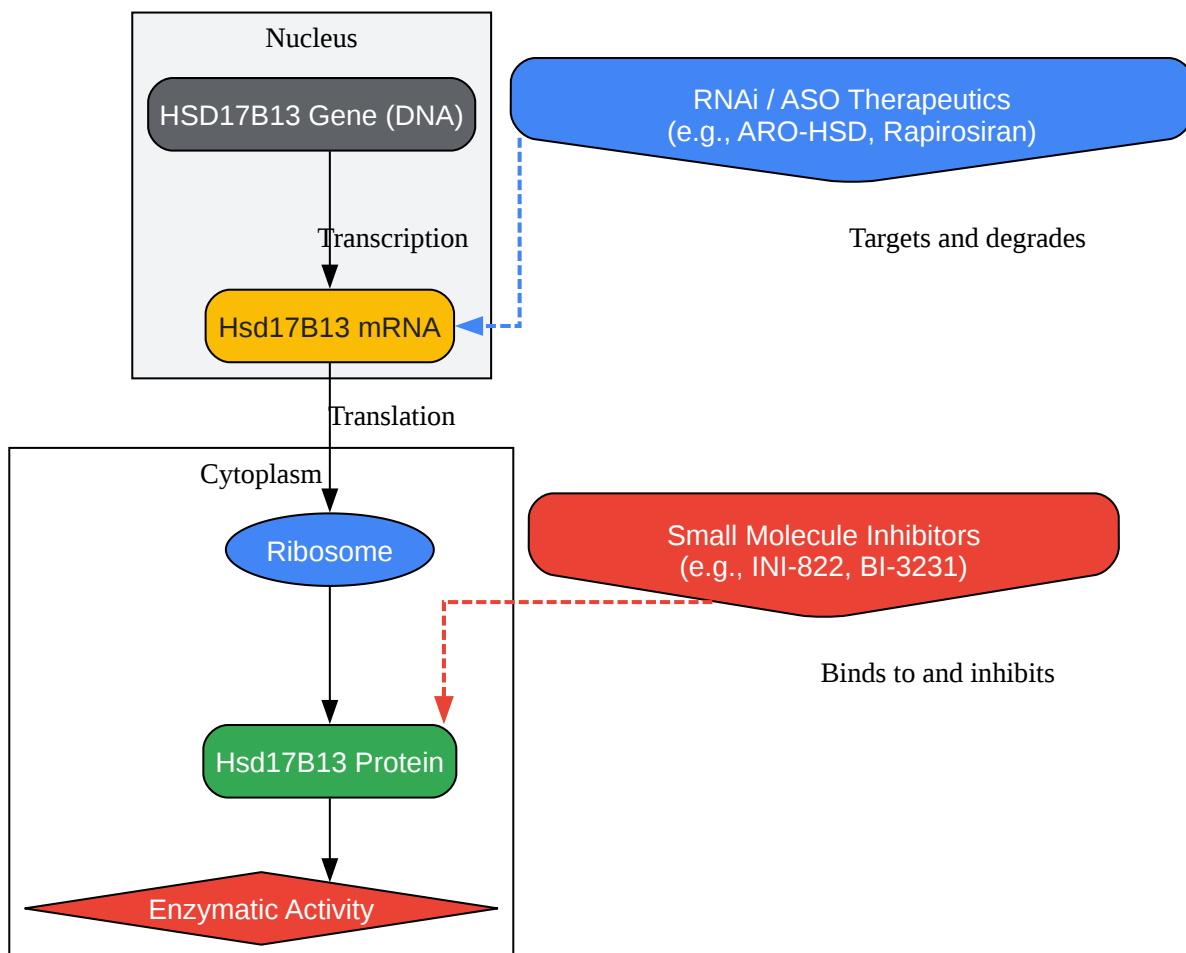 Nucleus
HSD17B13 Gene (DNA)
RNAi / ASO Therapeutics
(e.g., ARO-HSD, Rapirosiran)
Transcription
Targets and degrades
Hsd17B13 mRNA
Translation
Cytoplasm
Ribosome
Small Molecule Inhibitors
(e.g., INI-822, BI-3231)
Binds to and inhibits
Hsd17B13 Protein
Enzymatic Activity